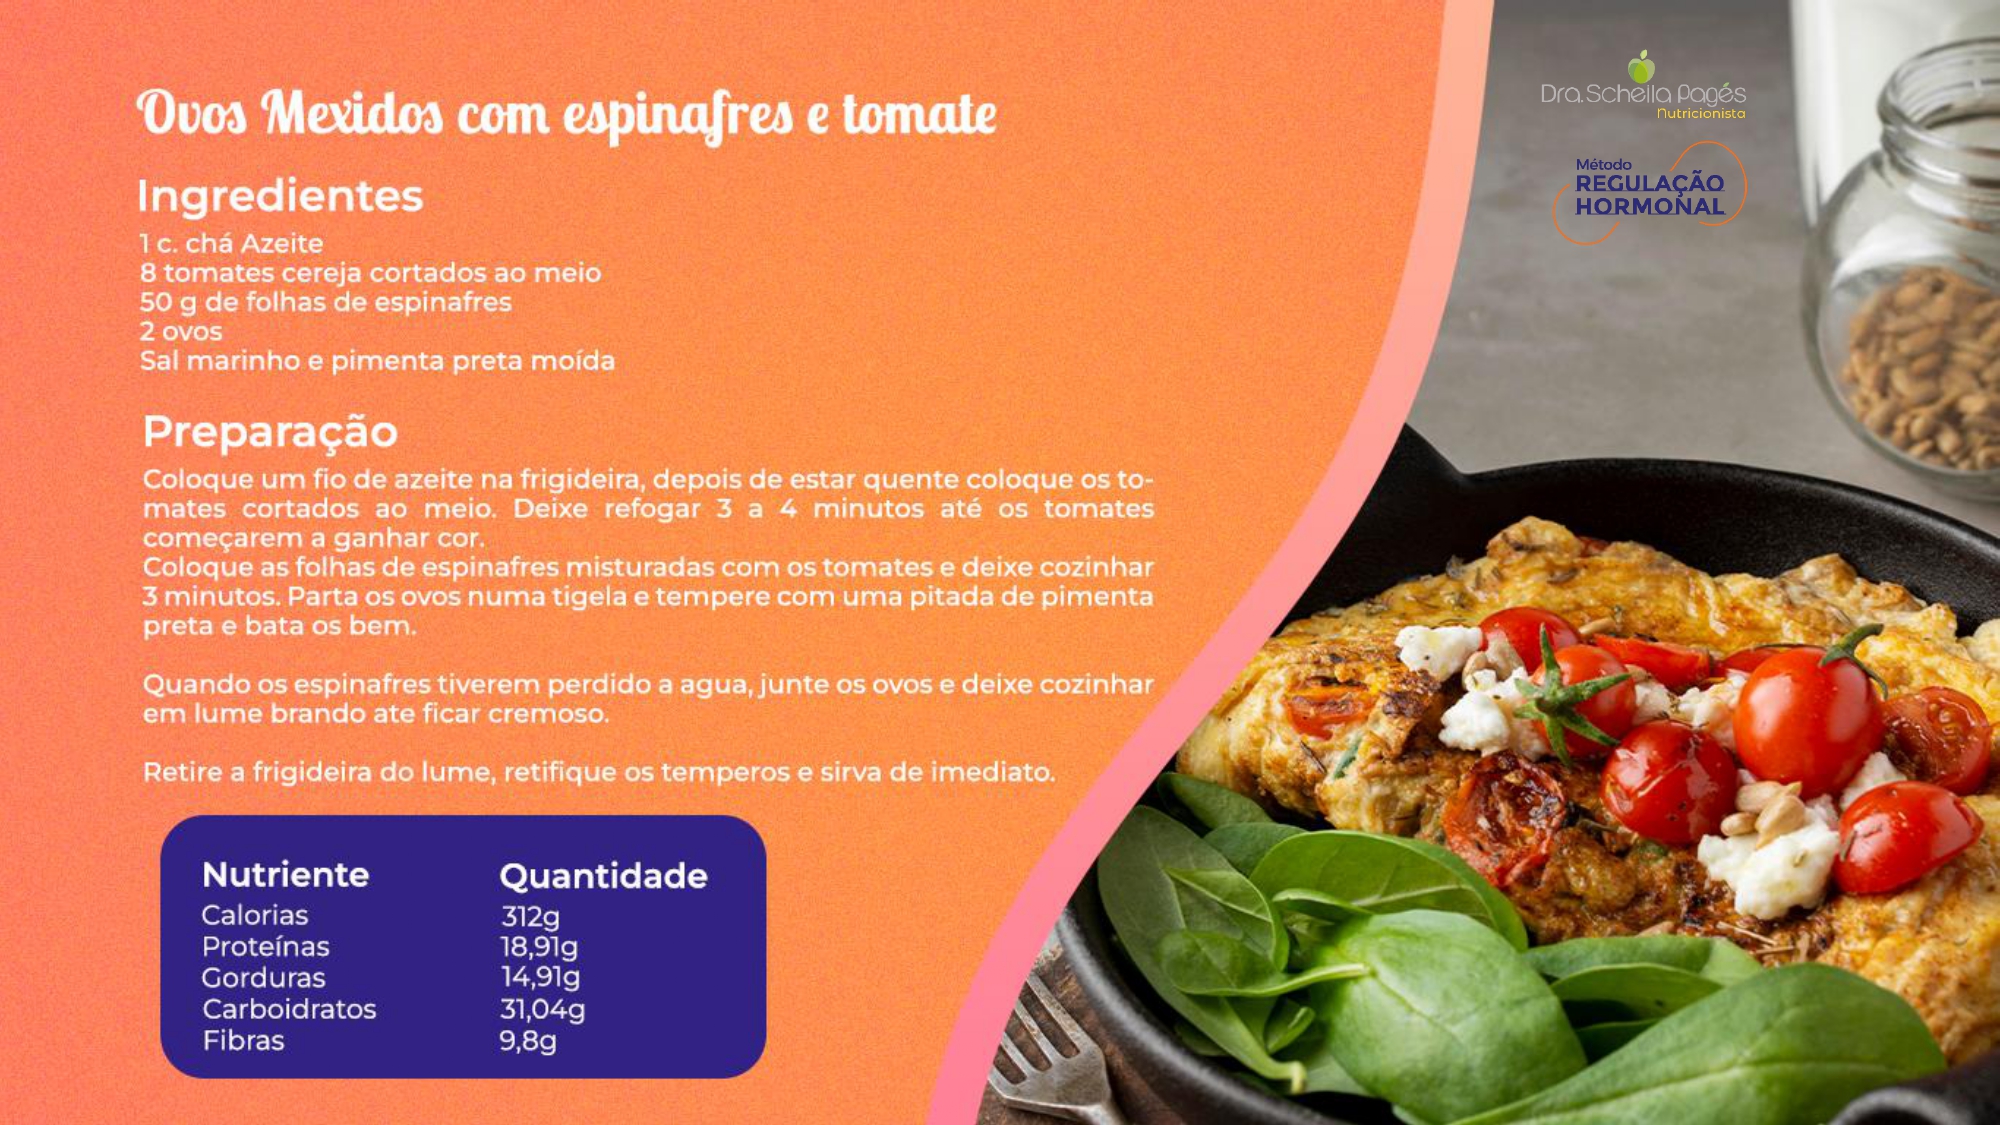 Ovos Mexidos com espinafres e tomate
Ingredientes
1 c. chá Azeite
8 tomates cereja cortados ao meio
50 g de folhas de espinafres
2 ovos
Sal marinho e pimenta preta moída
Preparação
Coloque um fio de azeite na frigideira, depois de estar quente coloque os to-
mates cortados ao meio. Deixe refogar 3 a 4 minutos até os tomates
começarem a ganhar cor.
Coloque as folhas de espinafres misturadas com os tomates e deixe cozinhar
3 minutos. Parta os ovos numa tigela e tempere com uma pitada de pimenta
preta e bata os bem.
Quando os espinafres tiverem perdido a agua, junte os ovos e deixe cozinhar
em lume brando ate ficar cremoso.
Retire a frigideira do lume, retifique os temperos e sirva de imediato.
Nutriente Quantidade
Calorias 312g
Proteínas 18,91g
Gorduras 14,91g
Carboidratos 31,04g
Fibras 9,8g
Dra. Scheila Pagés
Nutricionista
Método
REGULAÇÃO
HORMONAL